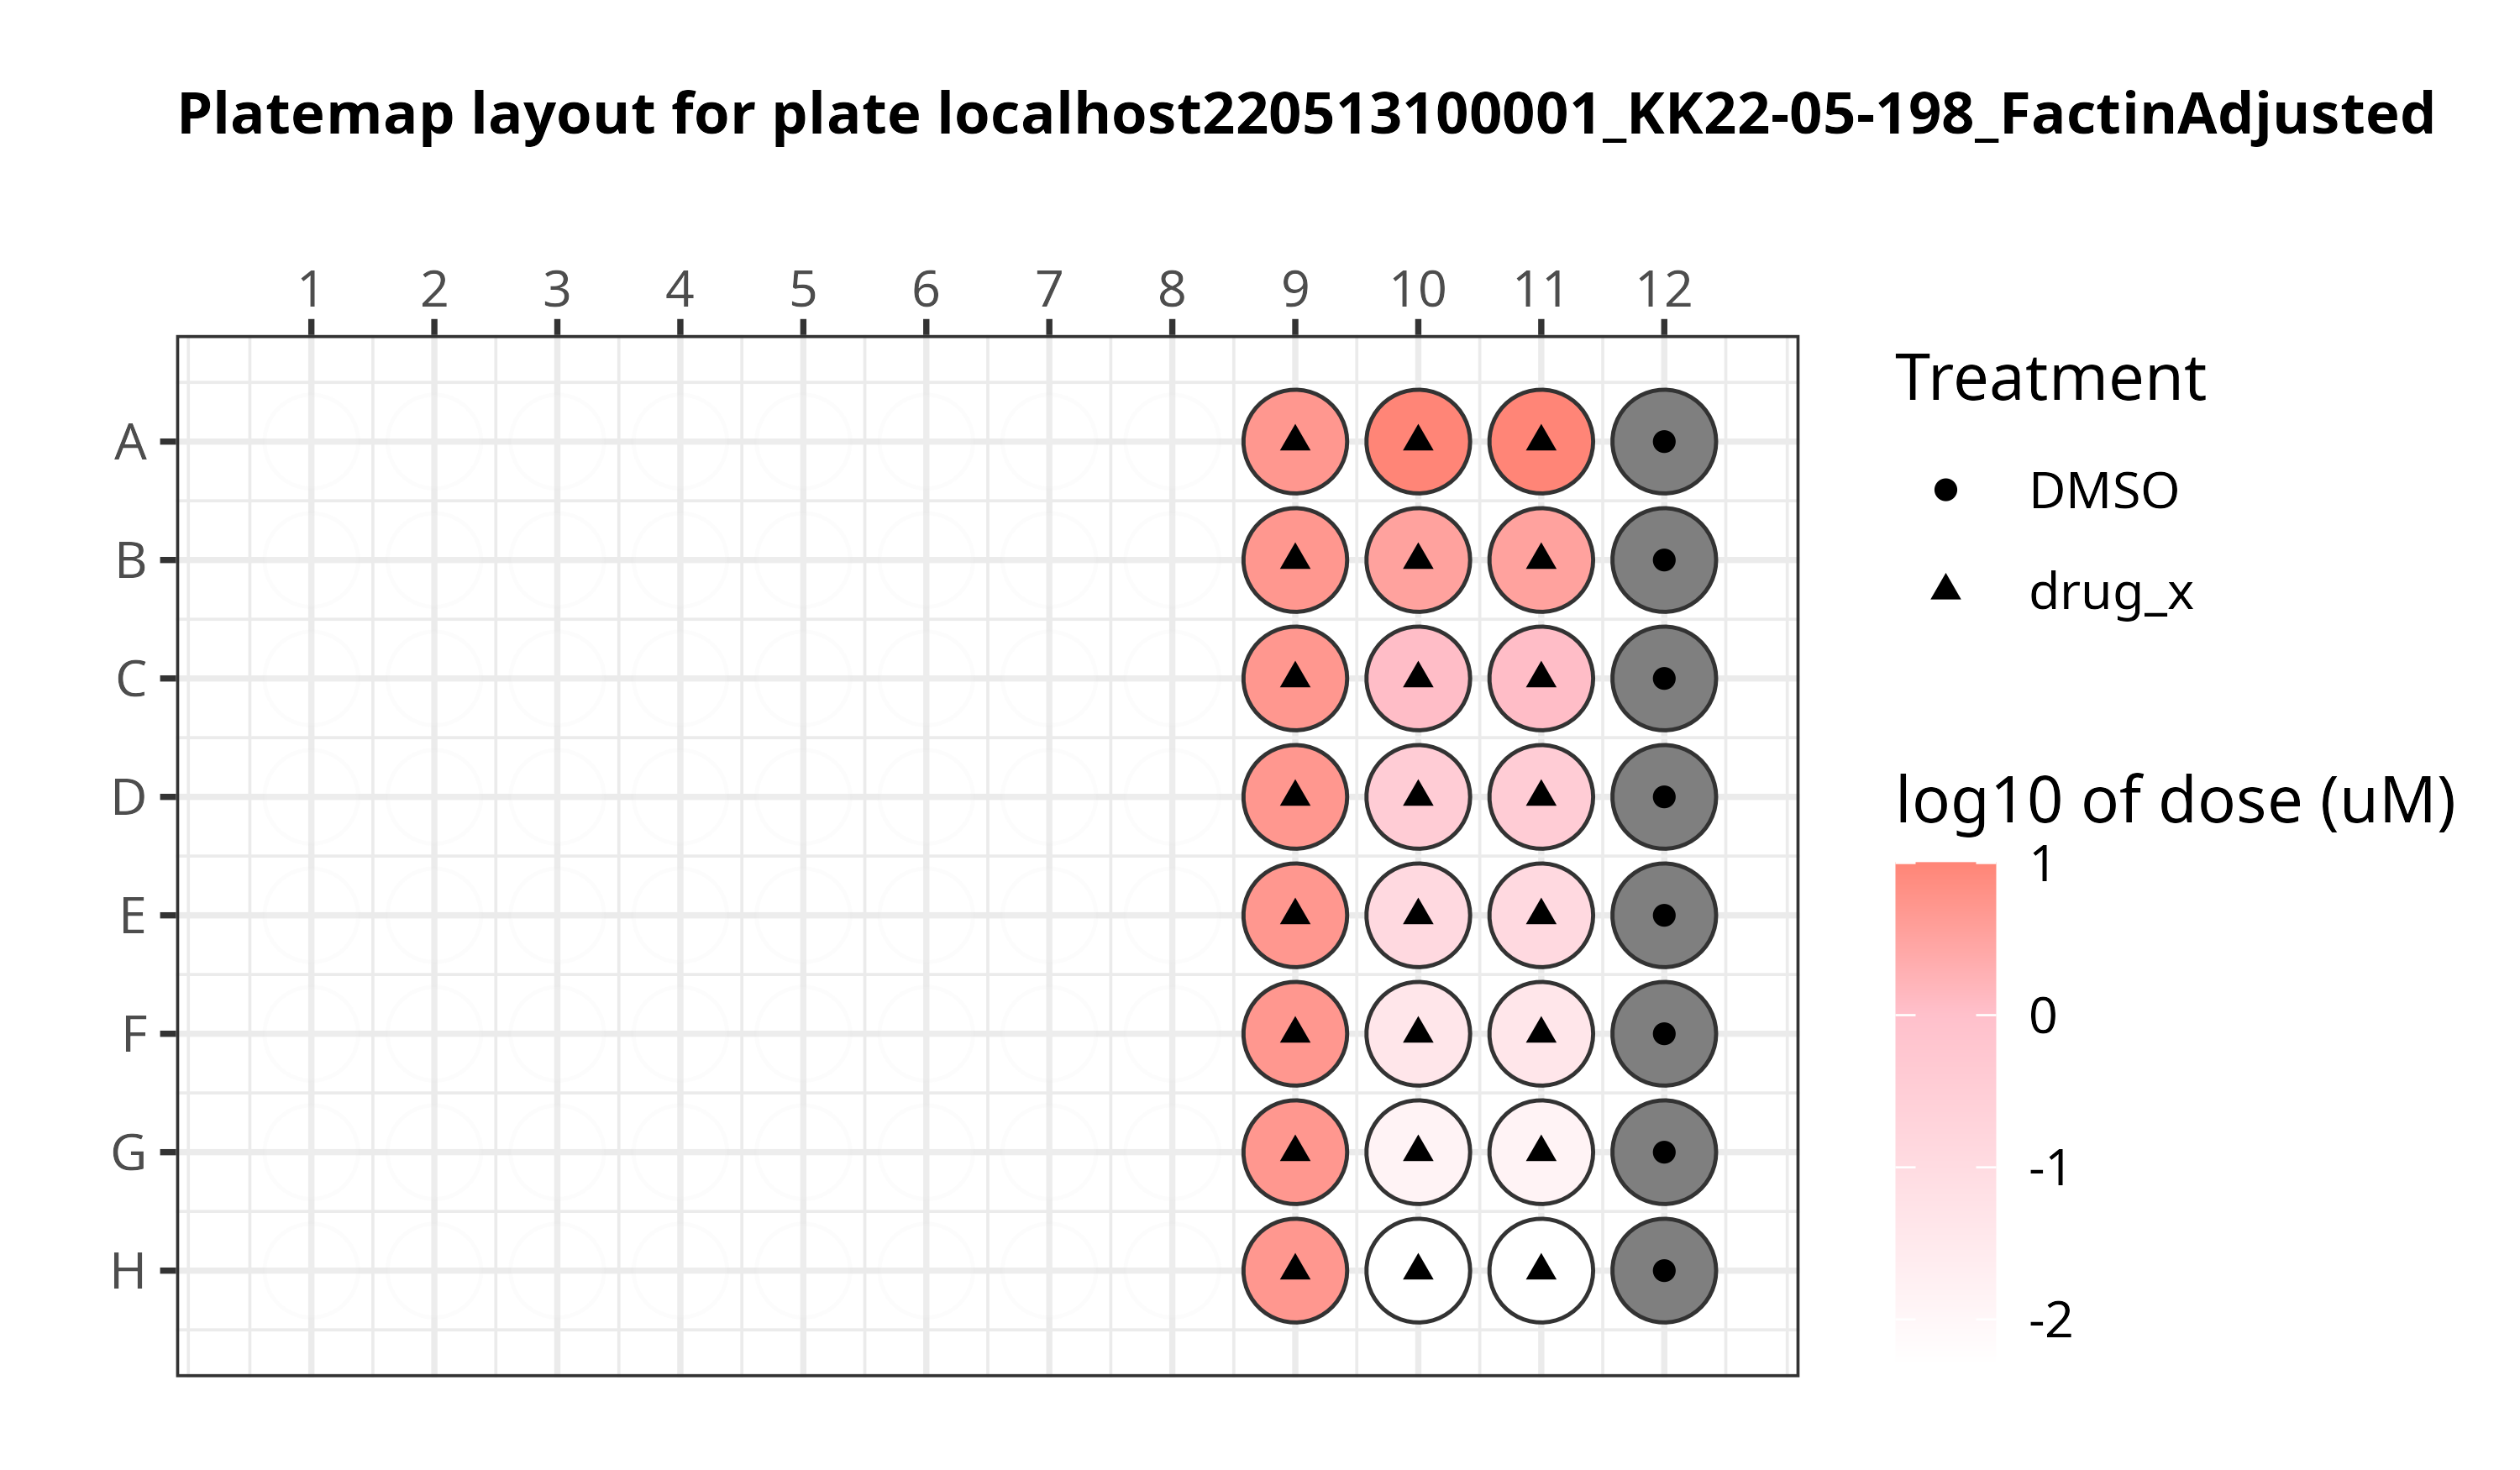 Platemap layout for plate localhost220513100001_KK22-05-198_FactinAdjusted
1 2 3 4 5 6 7 8 9 10 11 12
A
B
C
D
E
F
G
H
Treatment
DMSO
drug_x
log10 of dose (uM)
1
0
-1
-2